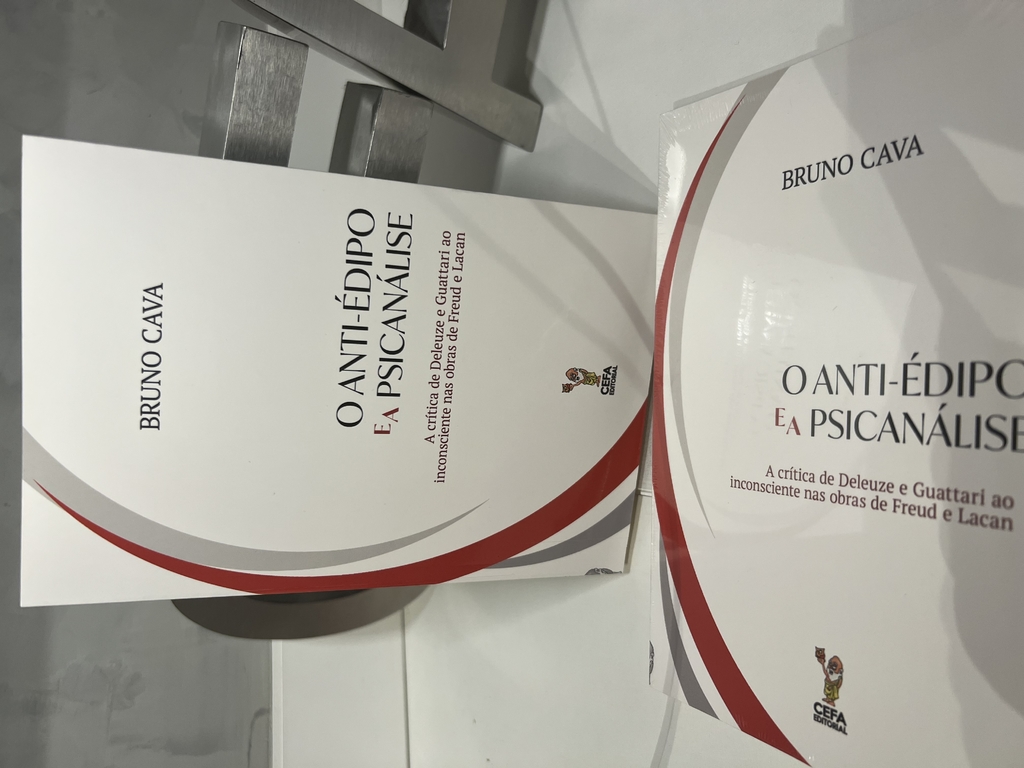 BRUNO CAVA
O ANTI-ÉDIPO
E A PSICANÁLISE
A crítica de Deleuze e Guattari ao
inconsciente nas obras de Freud e Lacan
CEFA
EDITORIAL
BRUNO CAVA
O ANTI-ÉDIPO
E A PSICANÁLISE
A crítica de Deleuze e Guattari ao
inconsciente nas obras de Freud e Lacan
CEFA
EDITORIAL